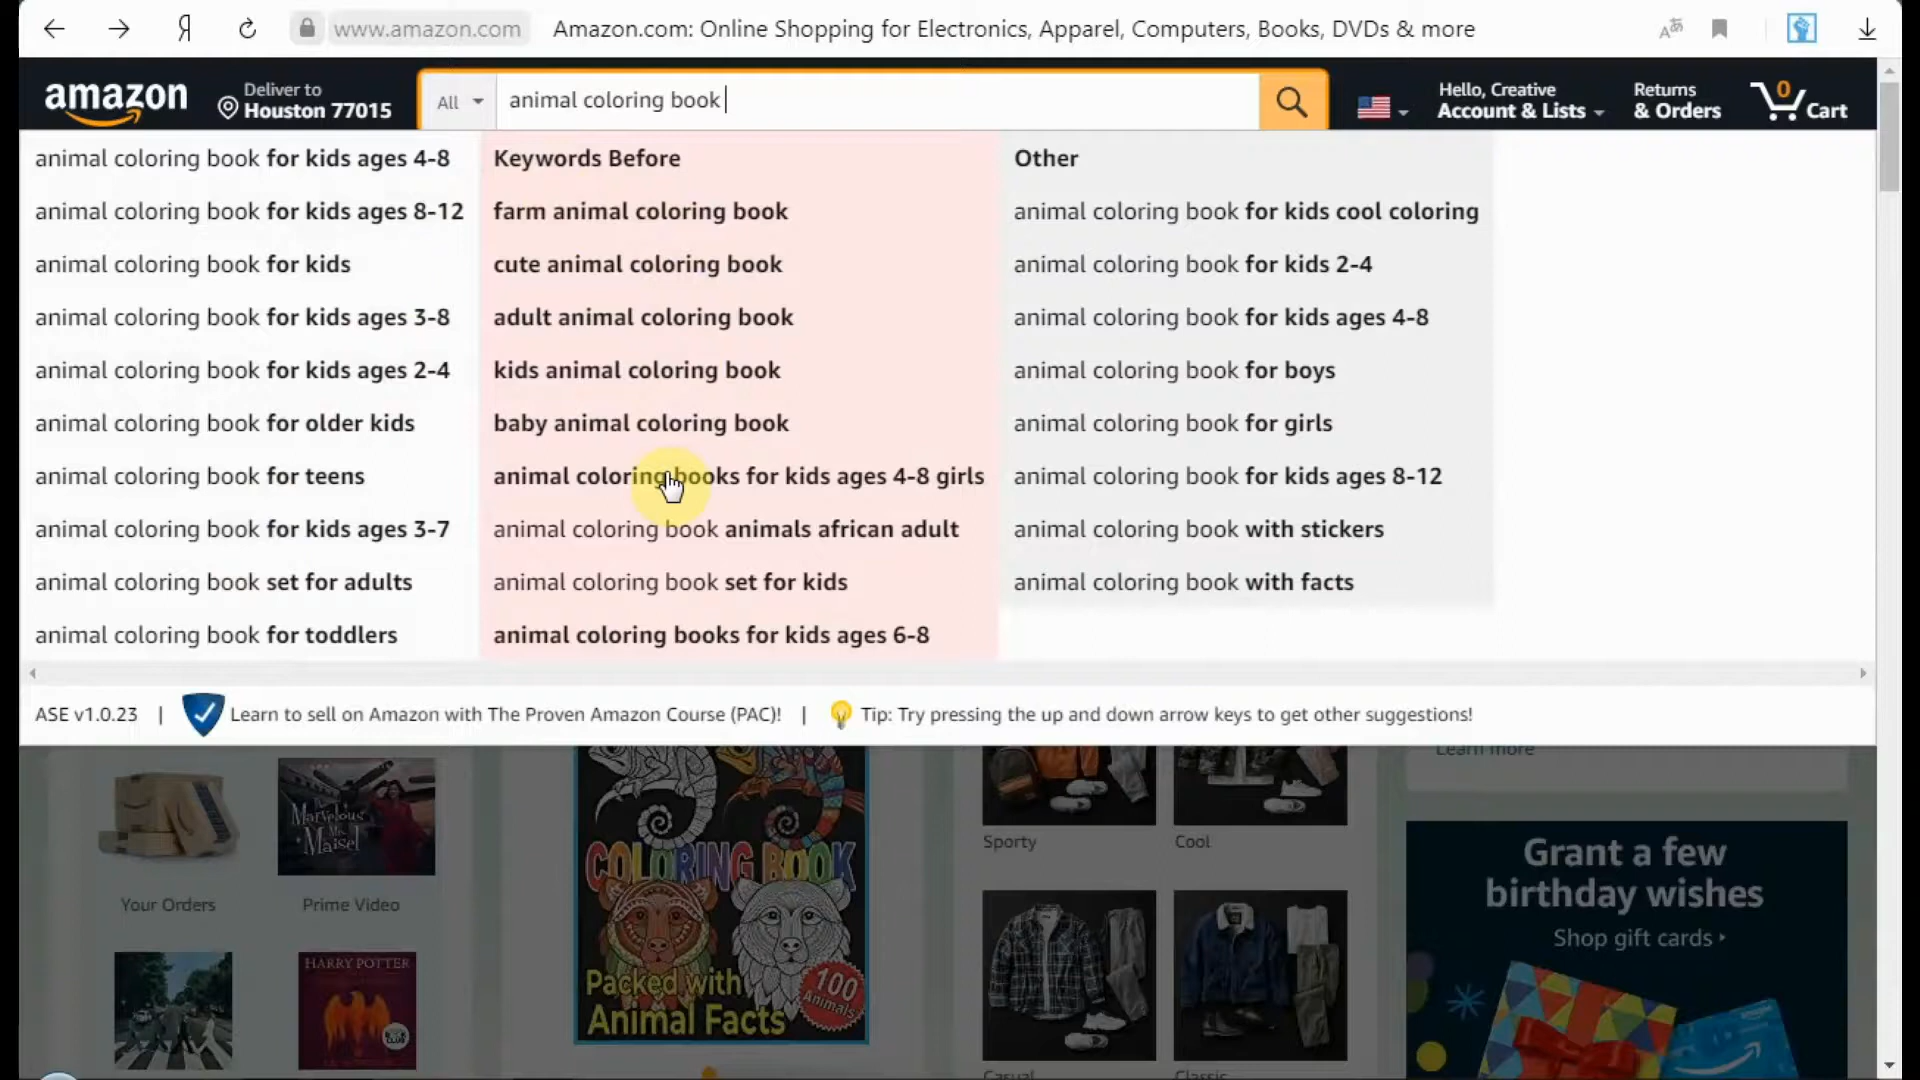 www.amazon.com
Amazon.com: Online Shopping for Electronics, Apparel, Computers, Books, DVDs & more
amazon
Deliver to
Houston 77015
All
animal coloring book
Hello, Creative
Account & Lists
Returns
& Orders
0
Cart
animal coloring book for kids ages 4-8
animal coloring book for kids ages 8-12
animal coloring book for kids
animal coloring book for kids ages 3-8
animal coloring book for kids ages 2-4
animal coloring book for older kids
animal coloring book for teens
animal coloring book for kids ages 3-7
animal coloring book set for adults
animal coloring book for toddlers
Keywords Before
farm animal coloring book
cute animal coloring book
adult animal coloring book
kids animal coloring book
baby animal coloring book
animal coloring books for kids ages 4-8 girls
animal coloring book animals african adult
animal coloring book set for kids
animal coloring books for kids ages 6-8
Other
animal coloring book for kids cool coloring
animal coloring book for kids 2-4
animal coloring book for kids ages 4-8
animal coloring book for boys
animal coloring book for girls
animal coloring book for kids ages 8-12
animal coloring book with stickers
animal coloring book with facts
ASE v1.0.23 | Learn to sell on Amazon with The Proven Amazon Course (PAC)! | Tip: Try pressing the up and down arrow keys to get other suggestions!
Learn more
Marvelous
Mrs.
Maisel
Your Orders
Prime Video
HARRY POTTER
COLORING BOOK
Packed with
Animal Facts
100
Animals
Sporty
Cool
Casual
Classic
Grant a few
birthday wishes
Shop gift cards